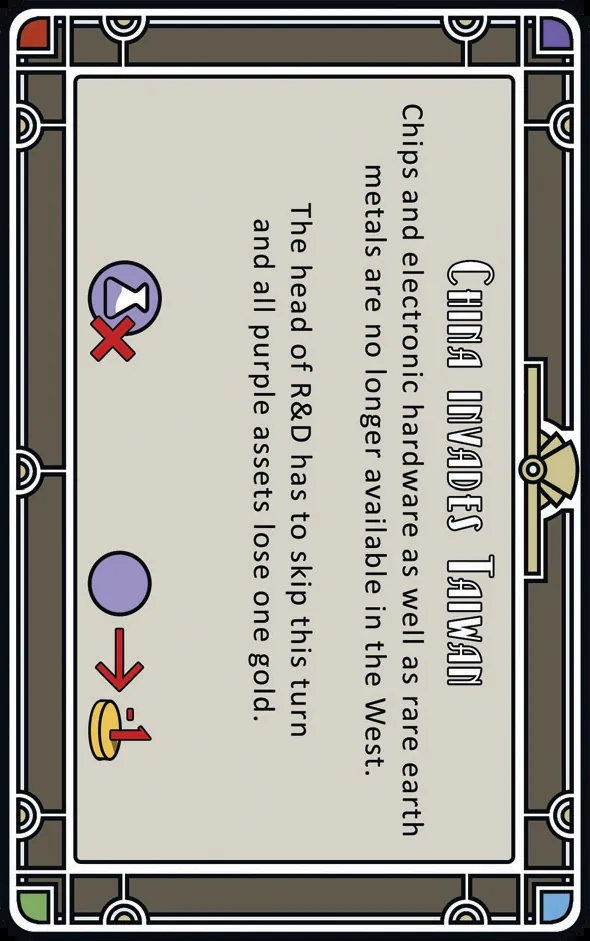 China invades Taiwan
Chips and electronic hardware as well as rare earth
metals are no longer available in the West.
The head of R&D has to skip this turn
and all purple assets lose one gold.
-1